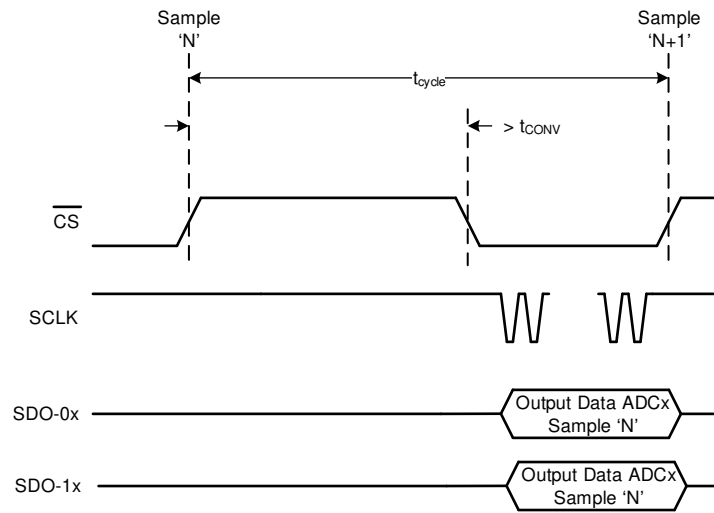 Sample
‘N’
Sample
‘N+1’
tcycle
> tCONV
CS
SCLK
SDO-0x
Output Data ADCx
Sample ‘N’
SDO-1x
Output Data ADCx
Sample ‘N’